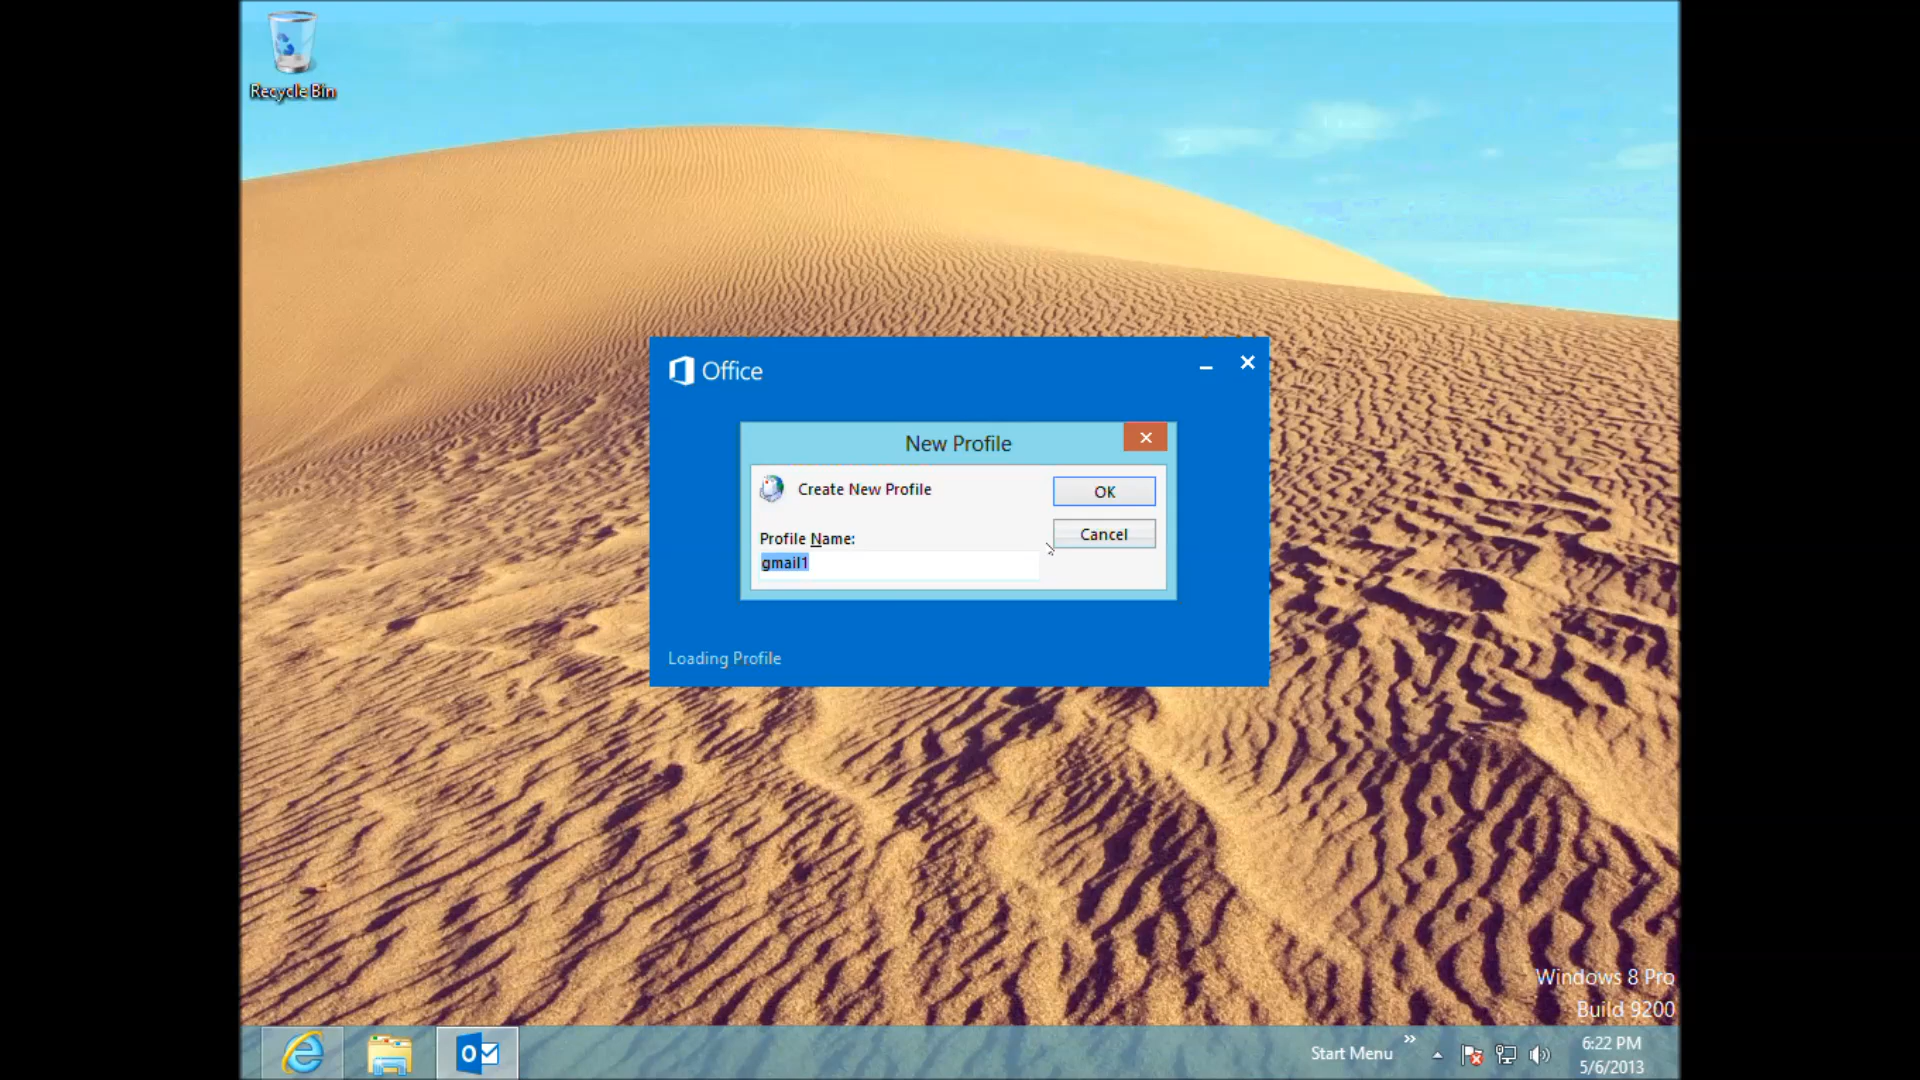 Recycle Bin
Office
New Profile
Create New Profile
OK
Cancel
Profile Name:
gmail1
Loading Profile
Windows 8 Pro
Build 9200
Start Menu
6:22 PM
5/6/2013